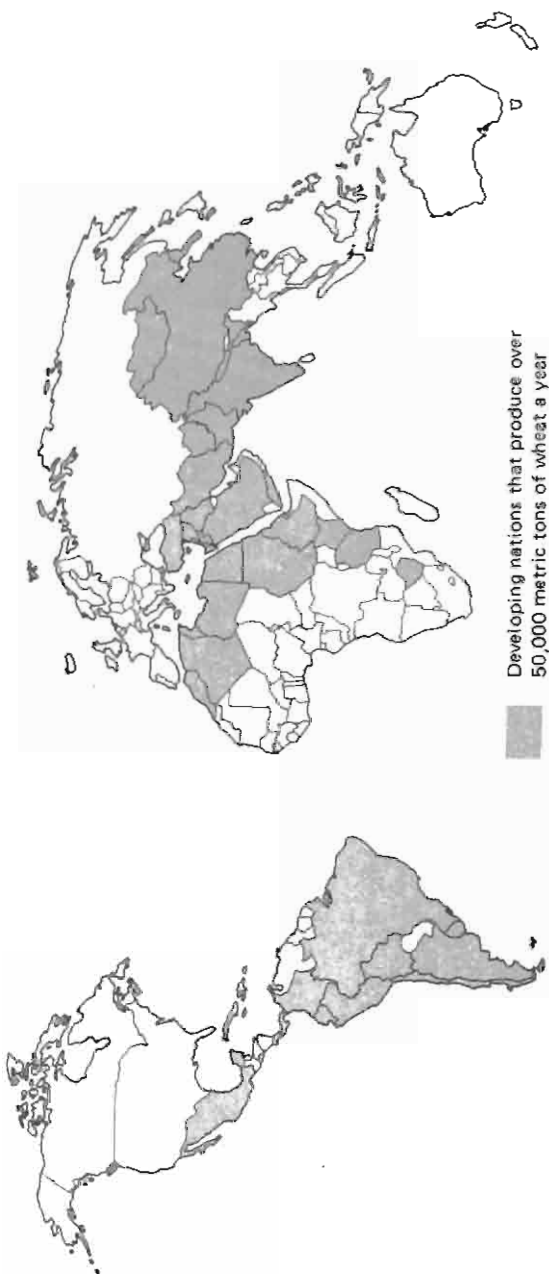 Developing nations that produce over
50,000 metric tons of wheat a year